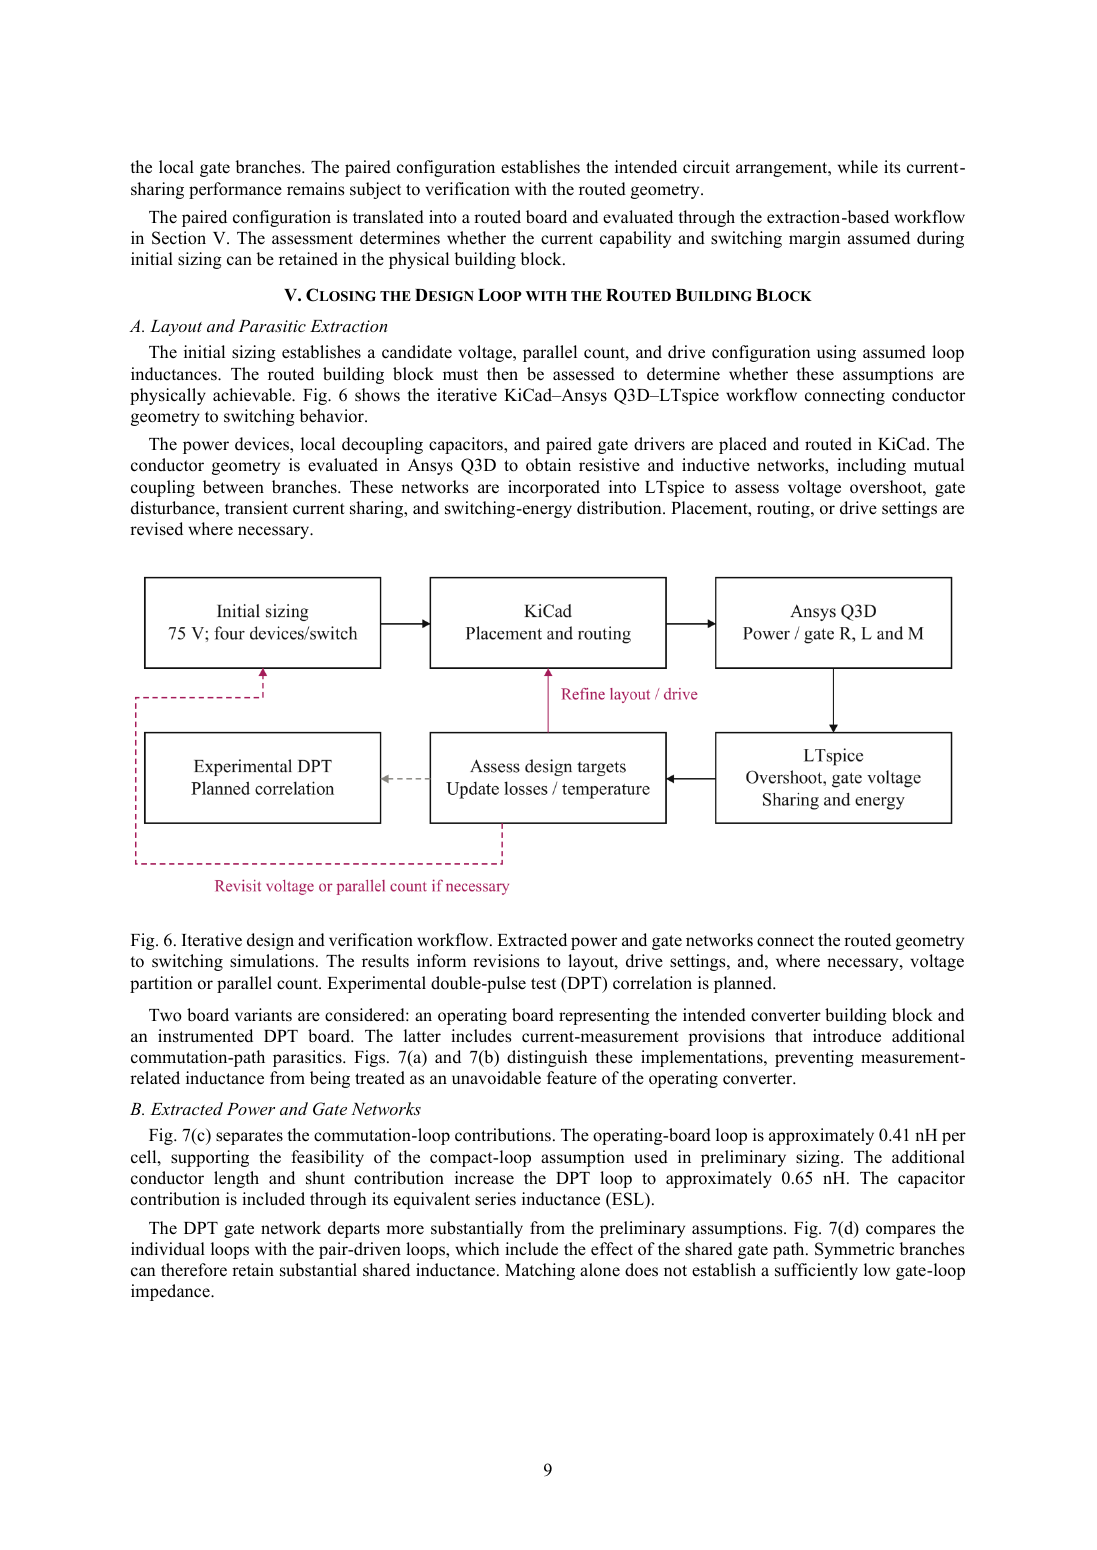 the local gate branches. The paired configuration establishes the intended circuit arrangement, while its current-
sharing performance remains subject to verification with the routed geometry.
The paired configuration is translated into a routed board and evaluated through the extraction-based workflow
in Section V. The assessment determines whether the current capability and switching margin assumed during
initial sizing can be retained in the physical building block.
V. CLOSING THE DESIGN LOOP WITH THE ROUTED BUILDING BLOCK
A. Layout and Parasitic Extraction
The initial sizing establishes a candidate voltage, parallel count, and drive configuration using assumed loop
inductances. The routed building block must then be assessed to determine whether these assumptions are
physically achievable. Fig. 6 shows the iterative KiCad–Ansys Q3D–LTspice workflow connecting conductor
geometry to switching behavior.
The power devices, local decoupling capacitors, and paired gate drivers are placed and routed in KiCad. The
conductor geometry is evaluated in Ansys Q3D to obtain resistive and inductive networks, including mutual
coupling between branches. These networks are incorporated into LTspice to assess voltage overshoot, gate
disturbance, transient current sharing, and switching-energy distribution. Placement, routing, or drive settings are
revised where necessary.
Initial sizing
75 V; four devices/switch
KiCad
Placement and routing
Ansys Q3D
Power / gate R, L and M
Refine layout / drive
Experimental DPT
Planned correlation
Assess design targets
Update losses / temperature
LTspice
Overshoot, gate voltage
Sharing and energy
Revisit voltage or parallel count if necessary
Fig. 6. Iterative design and verification workflow. Extracted power and gate networks connect the routed geometry
to switching simulations. The results inform revisions to layout, drive settings, and, where necessary, voltage
partition or parallel count. Experimental double-pulse test (DPT) correlation is planned.
Two board variants are considered: an operating board representing the intended converter building block and
an instrumented DPT board. The latter includes current-measurement provisions that introduce additional
commutation-path parasitics. Figs. 7(a) and 7(b) distinguish these implementations, preventing measurement-
related inductance from being treated as an unavoidable feature of the operating converter.
B. Extracted Power and Gate Networks
Fig. 7(c) separates the commutation-loop contributions. The operating-board loop is approximately 0.41 nH per
cell, supporting the feasibility of the compact-loop assumption used in preliminary sizing. The additional
conductor length and shunt contribution increase the DPT loop to approximately 0.65 nH. The capacitor
contribution is included through its equivalent series inductance (ESL).
The DPT gate network departs more substantially from the preliminary assumptions. Fig. 7(d) compares the
individual loops with the pair-driven loops, which include the effect of the shared gate path. Symmetric branches
can therefore retain substantial shared inductance. Matching alone does not establish a sufficiently low gate-loop
impedance.
9